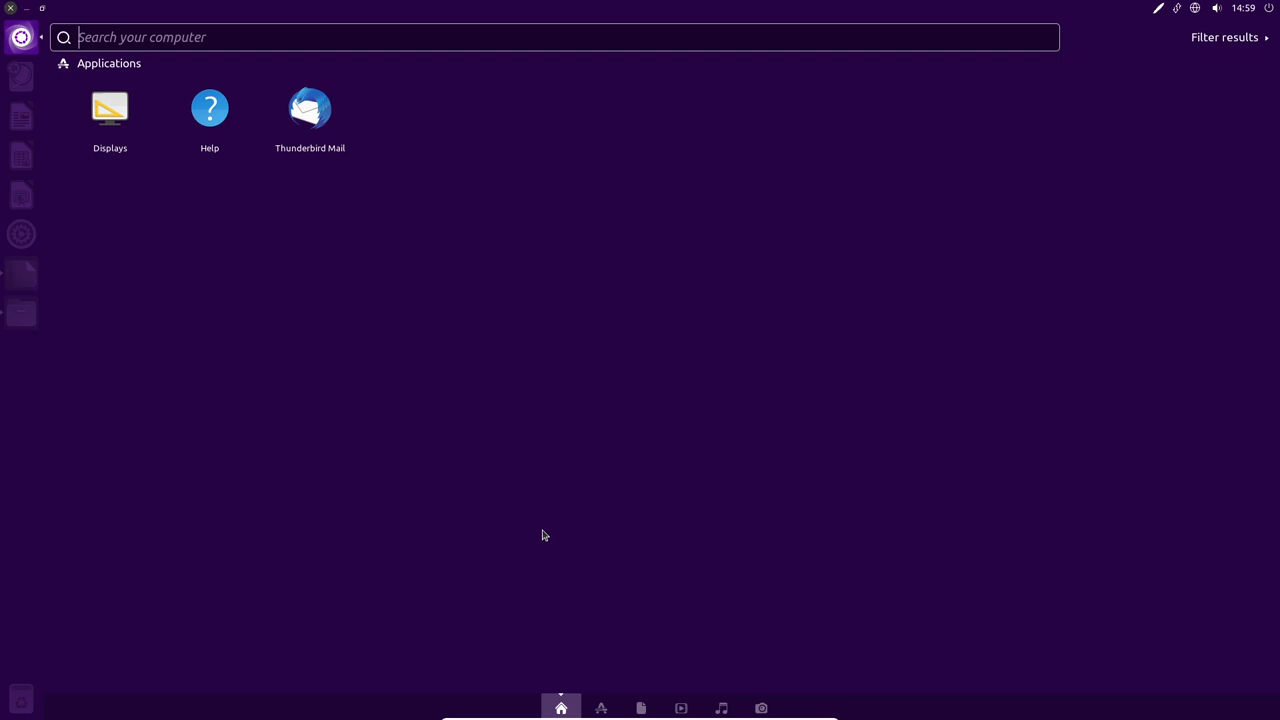 14:59
Search your computer
Filter results
Applications
Displays
Help
Thunderbird Mail